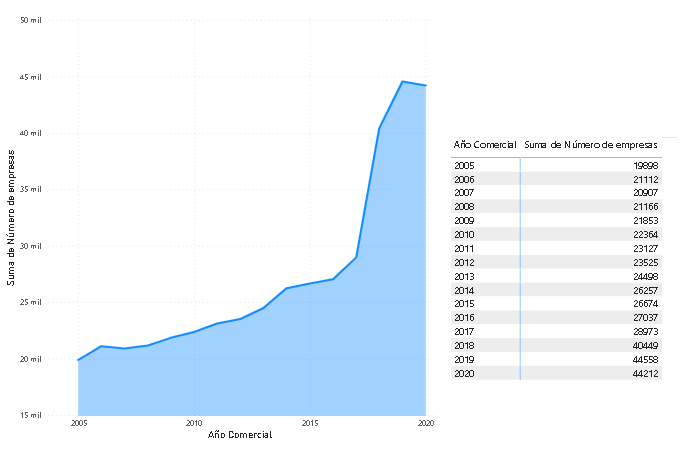 50 mil
45 mil
40 mil
35 mil
30 mil
25 mil
20 mil
15 mil
Suma de Número de empresas
2005 2010 2015 2020
Año Comercial
Año Comercial Suma de Número de empresas
2005 19898
2006 21112
2007 20907
2008 21166
2009 21853
2010 22364
2011 23127
2012 23525
2013 24498
2014 26257
2015 26674
2016 27037
2017 28973
2018 40449
2019 44558
2020 44212